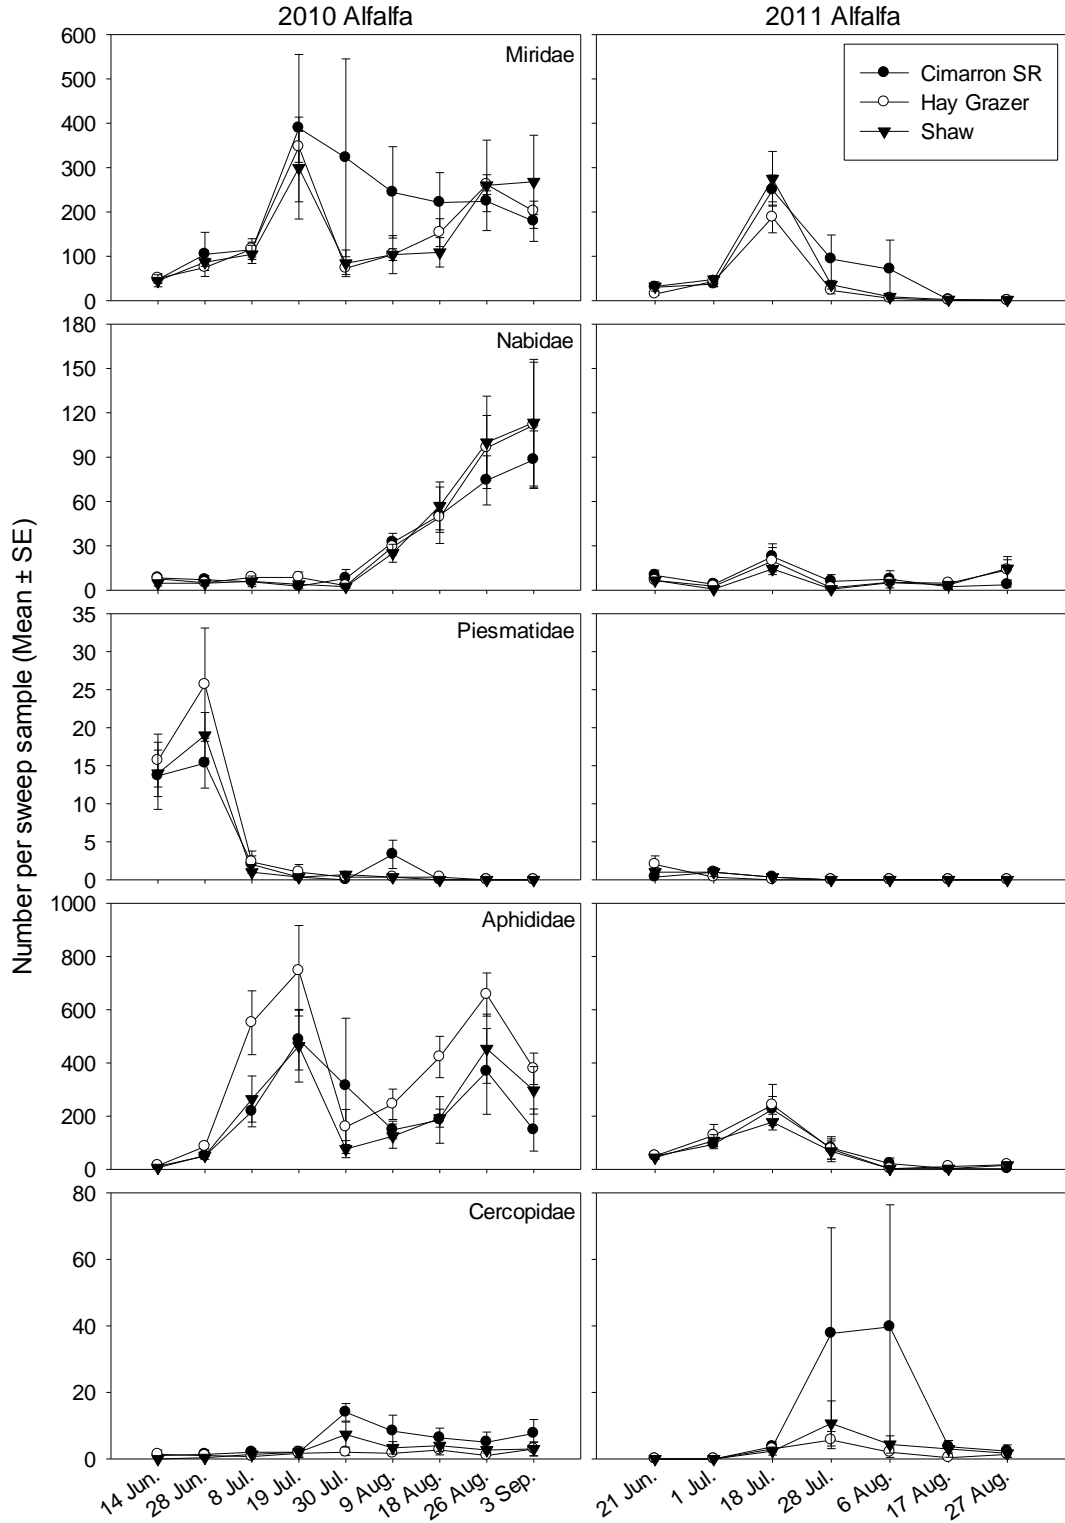 2010 Alfalfa
2011 Alfalfa
Number per sweep sample (Mean ± SE)
600
500
400
300
200
100
0
Miridae
Cimarron SR
Hay Grazer
Shaw
180
150
120
90
60
30
0
Nabidae
35
30
25
20
15
10
5
0
Piesmatidae
1000
800
600
400
200
0
Aphididae
80
60
40
20
0
Cercopidae
14 Jun.
28 Jun.
8 Jul.
19 Jul.
30 Jul.
9 Aug.
18 Aug.
26 Aug.
3 Sep.
21 Jun.
1 Jul.
18 Jul.
28 Jul.
6 Aug.
17 Aug.
27 Aug.